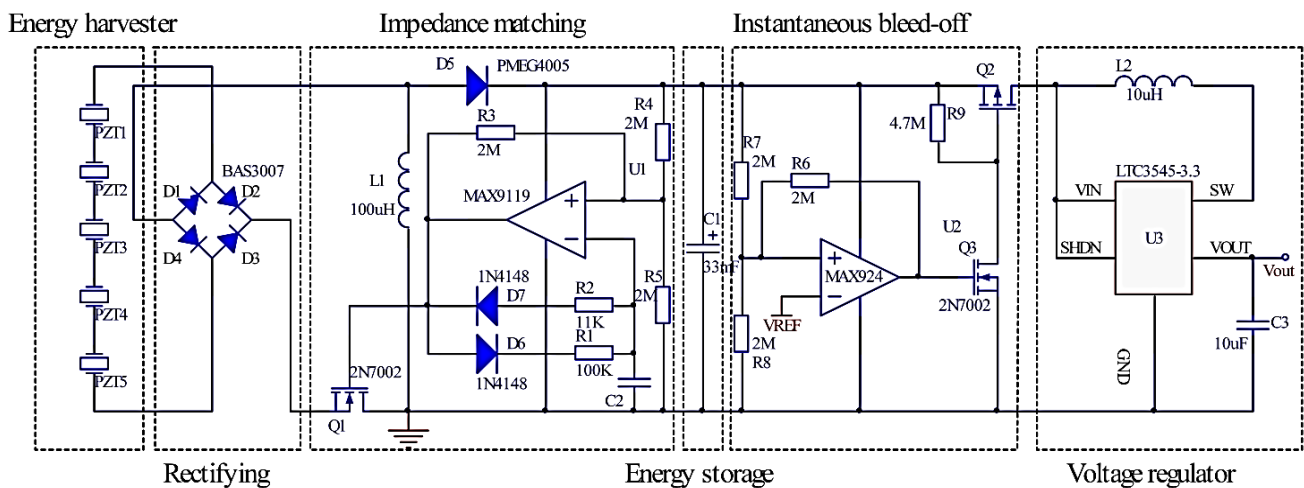 Energy harvester
Impedance matching
Instantaneous bleed-off
PZT1
PZT2
PZT3
PZT4
PZT5
BAS3007
D1
D2
D4
D3
D5
PMEG4005
R3
2M
R4
2M
U1
L1
100uH
MAX9119
+
−
1N4148
D7
R2
11K
R5
2M
D6
1N4148
R1
100K
C2
2N7002
Q1
C1
+
33mF
R7
2M
R6
2M
MAX924
+
−
VREF
2M
R8
U2
Q3
2N7002
4.7M
R9
Q2
L2
10uH
LTC3545-3.3
VIN
SW
U3
SHDN
VOUT
Vout
GND
C3
10uF
Rectifying
Energy storage
Voltage regulator